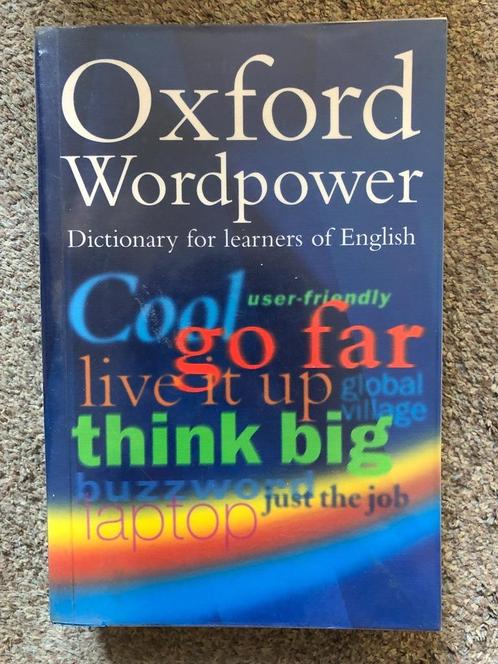 Oxford
Wordpower
Dictionary for learners of English
Cool
user-friendly
go far
live it up
global
village
think big
buzzword
just the job
laptop